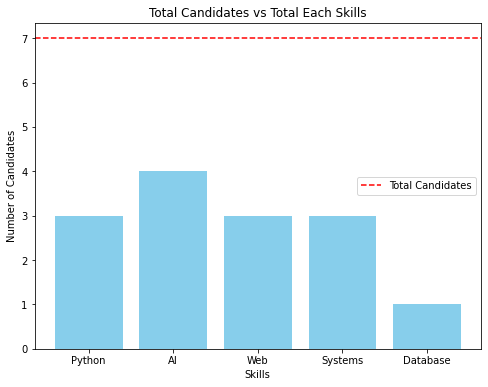 Total Candidates vs Total Each Skills
7
6
5
4
3
2
1
0
Number of Candidates
Total Candidates
Python AI Web Systems Database
Skills